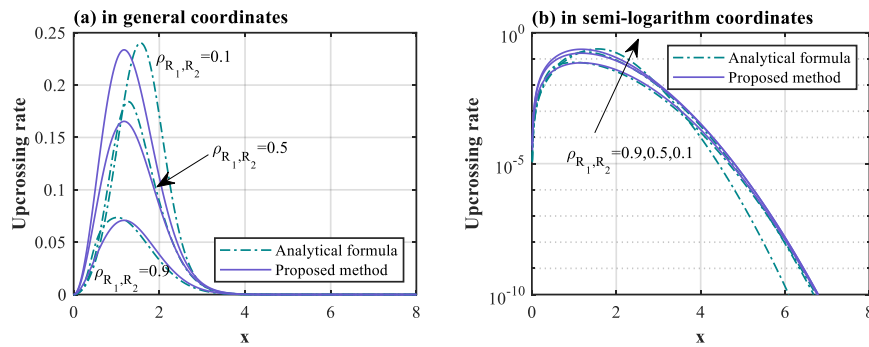 (a) in general coordinates
Upcrossing rate
0.25
0.2
0.15
0.1
0.05
0
ρR1,R2=0.1
ρR1,R2=0.5
ρR1,R2=0.9
Analytical formula
Proposed method
0 2 4 6 8
x
(b) in semi-logarithm coordinates
Upcrossing rate
10^0
10^-5
10^-10
Analytical formula
Proposed method
ρR1,R2=0.9,0.5,0.1
0 2 4 6 8
x